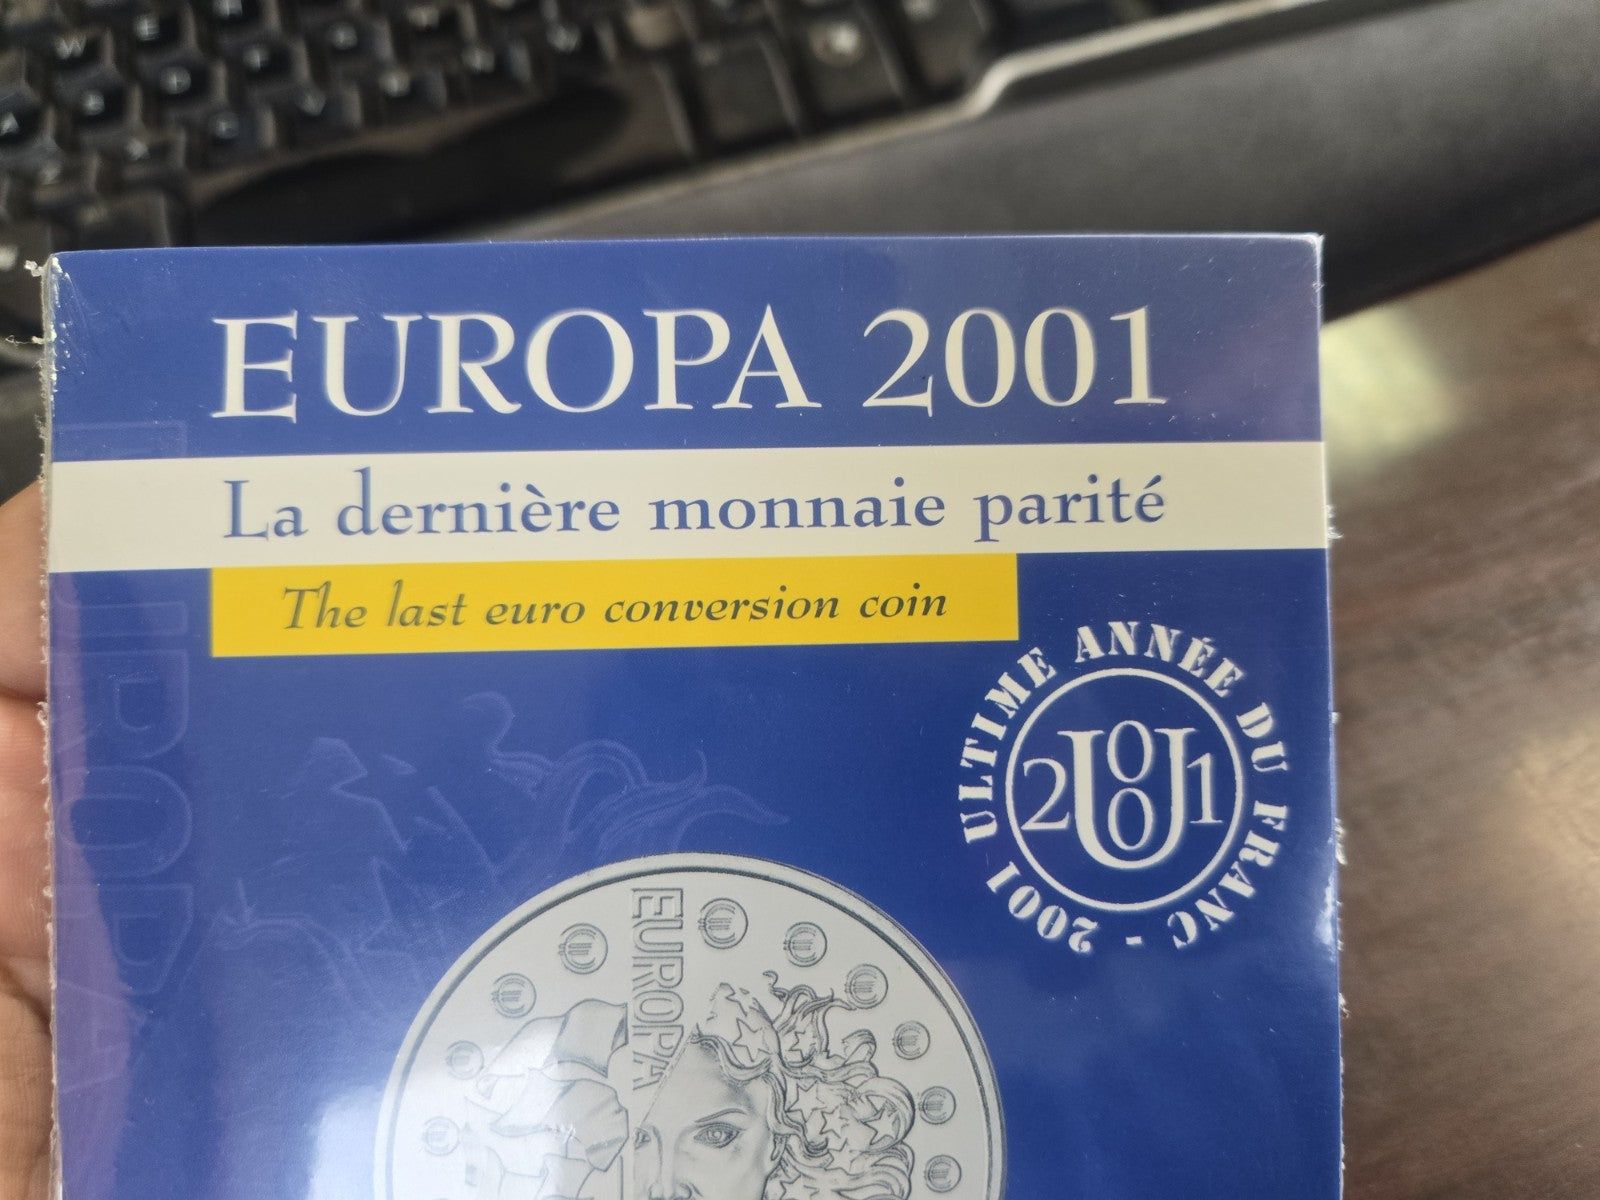 EUROPA 2001
La dernière monnaie parité
The last euro conversion coin
2001 ULTIME ANNÉE DU FRANC -
2001
U
EUROPA
EUROPA